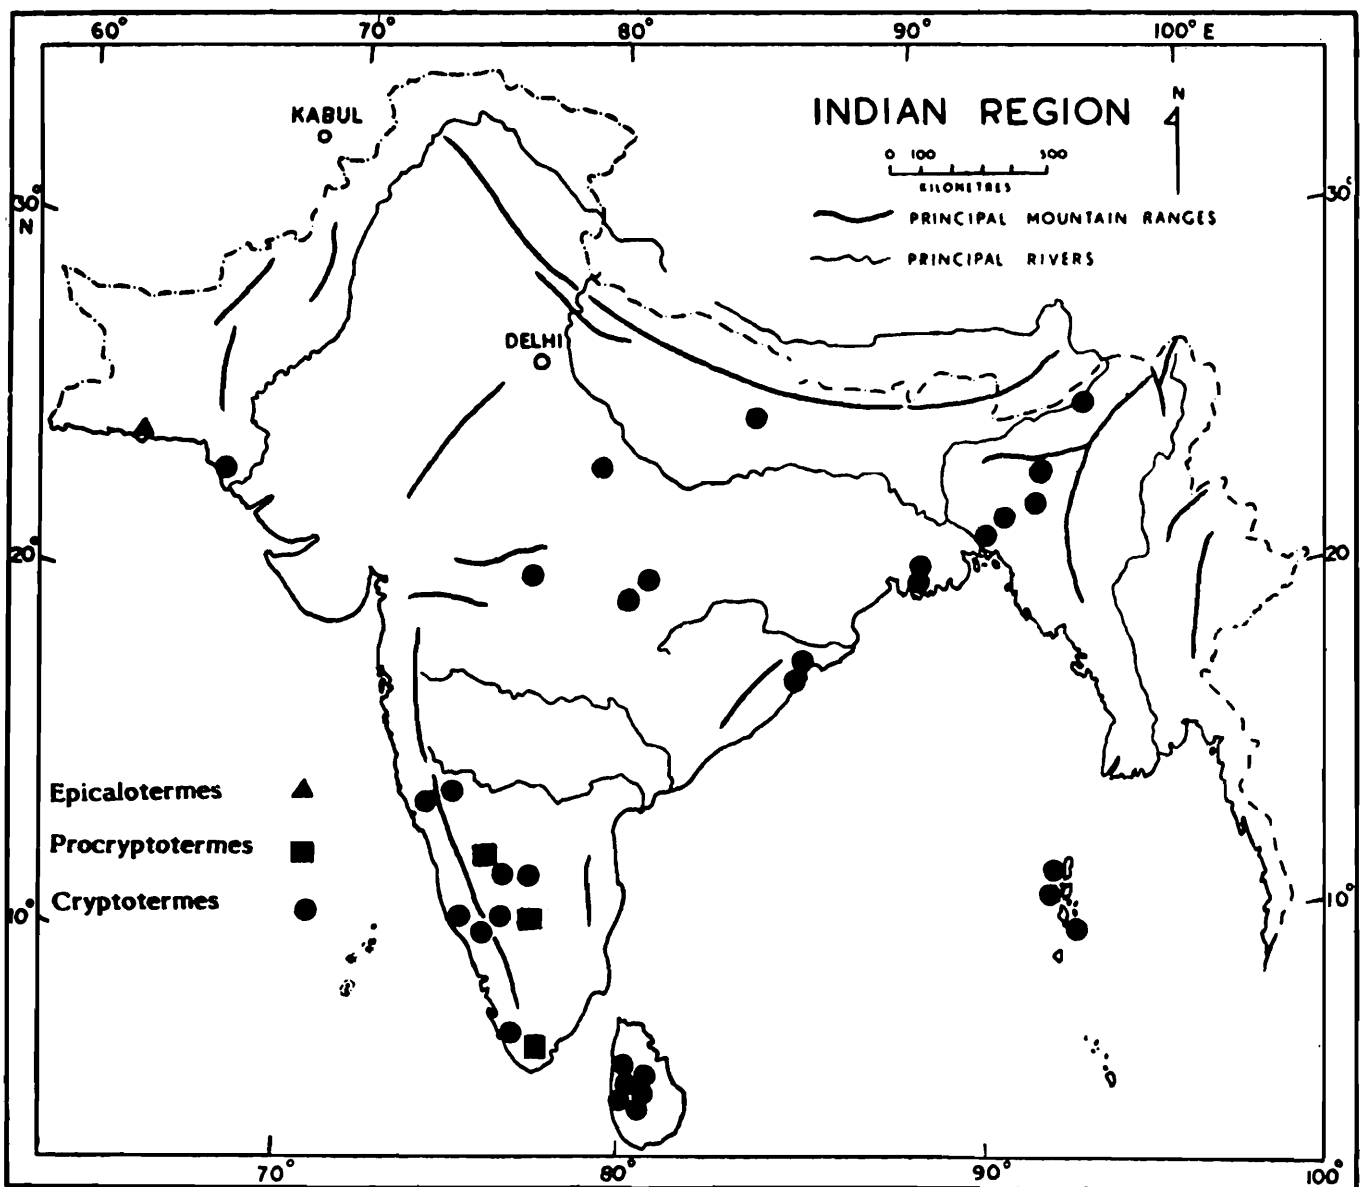 60° 70° 80° 90° 100° E
KABUL
INDIAN REGION
N
0 100 500
KILOMETRES
30° 30°
N
PRINCIPAL MOUNTAIN RANGES
PRINCIPAL RIVERS
DELHI
20° 20°
Epicalotermes
Procryptotermes
Cryptotermes
10° 10°
70° 80° 90° 100°